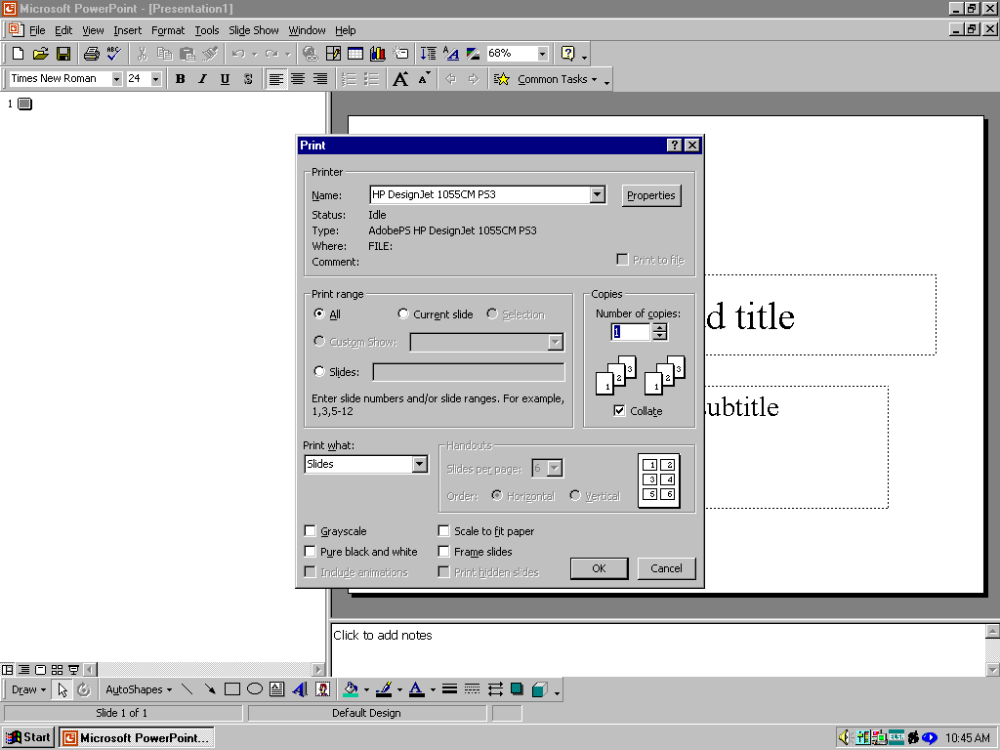 Microsoft PowerPoint - [Presentation1]
File Edit View Insert Format Tools Slide Show Window Help
68%
Times New Roman 24 B I U S Common Tasks
1
Print
Printer
Name: HP DesignJet 1055CM PS3 Properties
Status: Idle
Type: AdobePS HP DesignJet 1055CM PS3
Where: FILE:
Comment: Print to file
Print range
All Current slide Selection
Custom Show:
Slides:
Enter slide numbers and/or slide ranges. For example,
1,3,5-12
Copies
Number of copies:
1
1 2 3 1 2 3
Collate
d title
subtitle
Print what:
Slides
Handouts
Slides per page: 6
Order: Horizontal Vertical
1 2
3 4
5 6
Grayscale Scale to fit paper
Pure black and white Frame slides
Include animations Print hidden slides
OK Cancel
Click to add notes
Draw AutoShapes
Slide 1 of 1 Default Design
Start Microsoft PowerPoint... 10:45 AM